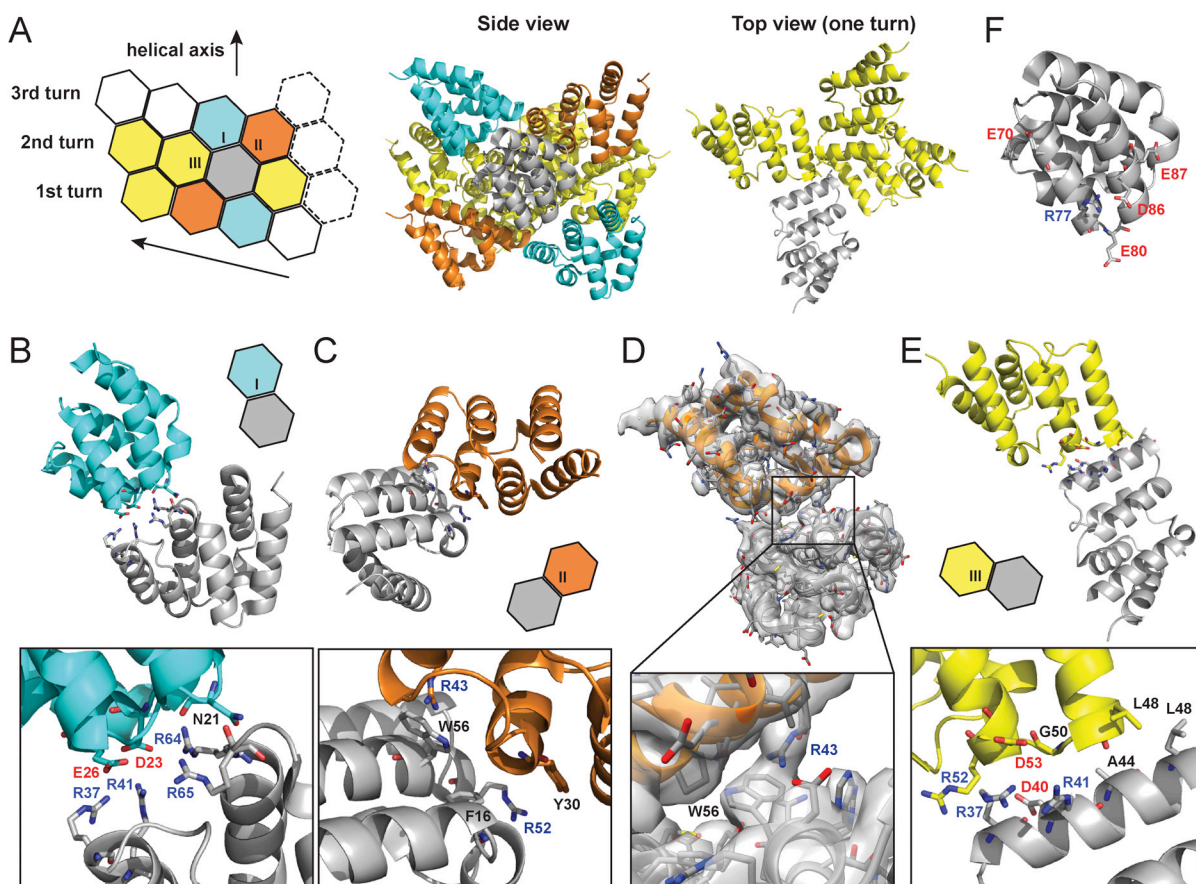 A
helical axis
3rd turn
2nd turn
1st turn
I
II
III
Side view
Top view (one turn)
F
E70
E87
R77
D86
E80
B
I
C
II
D
E
III
N21
R64
E26
D23
R37
R41
R65
R43
W56
F16
R52
Y30
R43
W56
L48
L48
G50
D53
A44
R52
D40
R41
R37